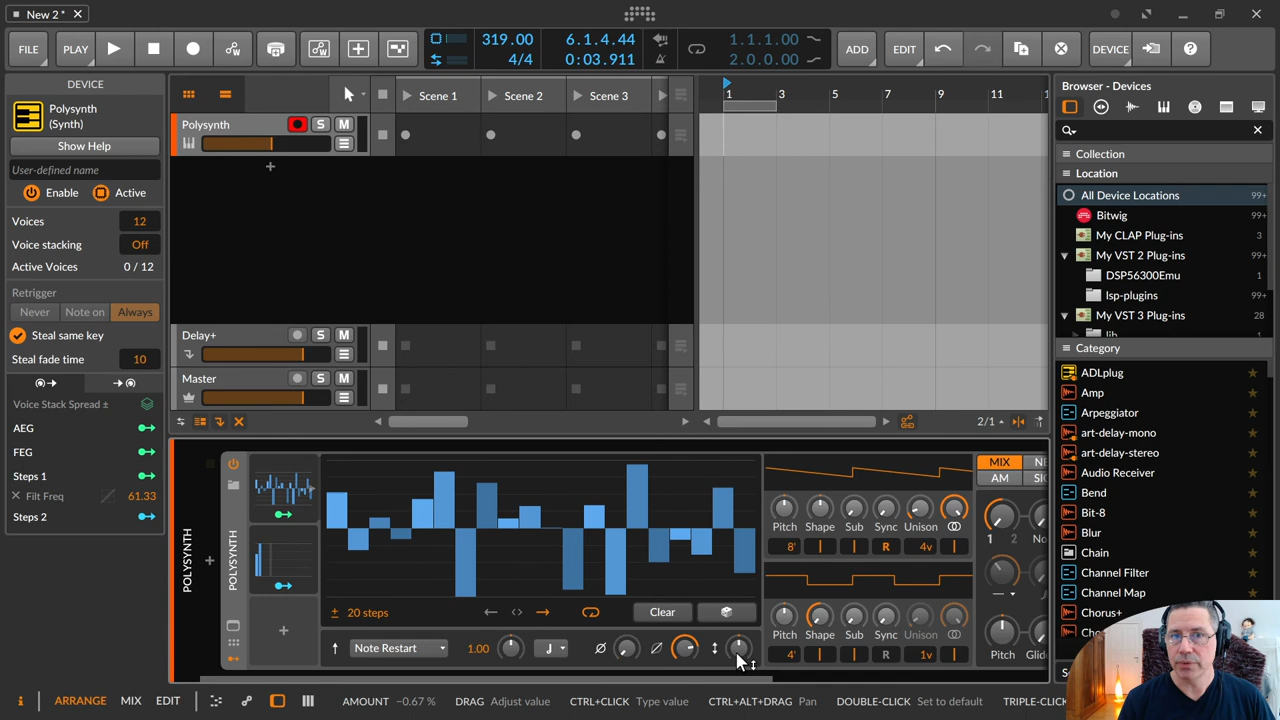 New 2 *
FILE
PLAY
319.00
4/4
6.1.4.44
0:03.911
1.1.1.00
2.0.0.00
ADD
EDIT
DEVICE
DEVICE
Polysynth
(Synth)
Show Help
User-defined name
Enable
Active
Voices
12
Voice stacking
Off
Active Voices
0 / 12
Retrigger
Never
Note on
Always
Steal same key
Steal fade time
10
Voice Stack Spread ±
AEG
FEG
Steps 1
Filt Freq
61.33
Steps 2
Scene 1
Scene 2
Scene 3
Polysynth
S
M
Delay+
S
M
Master
S
M
1
3
5
7
9
11
2/1
Browser - Devices
Collection
Location
All Device Locations
99+
Bitwig
99+
My CLAP Plug-ins
3
My VST 2 Plug-ins
99+
DSP56300Emu
1
lsp-plugins
99+
My VST 3 Plug-ins
28
Category
ADLplug
Amp
Arpeggiator
art-delay-mono
art-delay-stereo
Audio Receiver
Bend
Bit-8
Blur
Chain
Channel Filter
Channel Map
Chorus+
POLYSYNTH
POLYSYNTH
± 20 steps
Clear
Note Restart
1.00
Pitch
Shape
Sub
Sync
Unison
8'
R
4v
Pitch
Shape
Sub
Sync
Unison
4'
R
1v
MIX
AM
1
2
Pitch
ARRANGE
MIX
EDIT
AMOUNT
−0.67 %
DRAG
Adjust value
CTRL+CLICK
Type value
CTRL+ALT+DRAG
Pan
DOUBLE-CLICK
Set to default